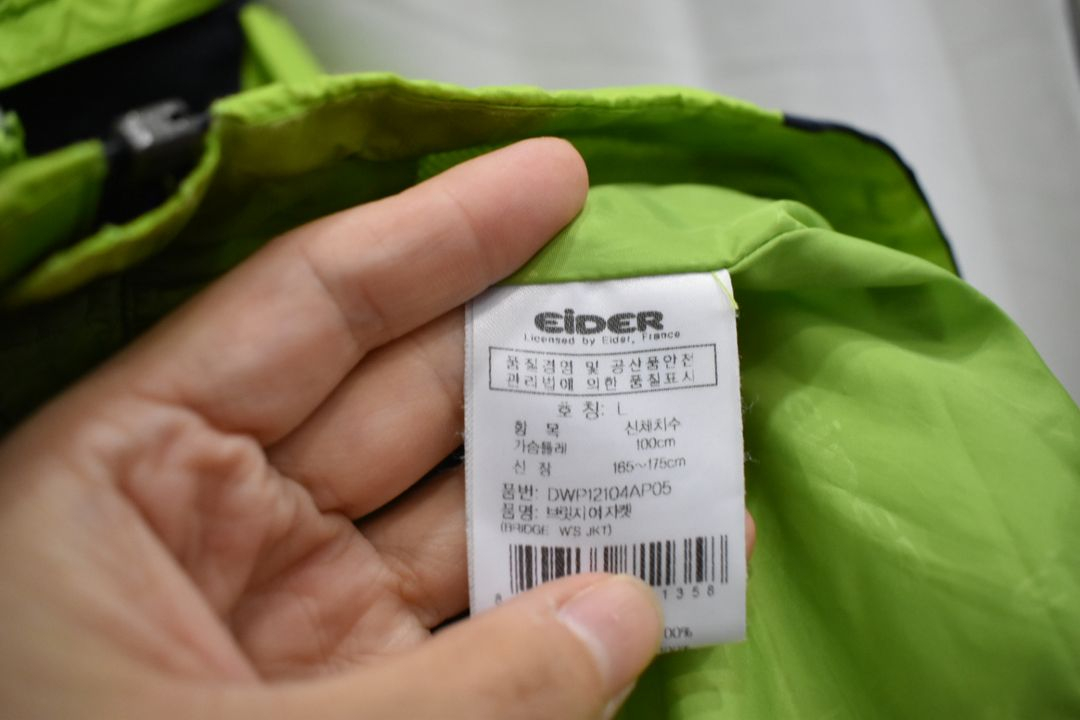 EiDER
Licensed by Eider, France
품질경영 및 공산품안전
관리법에 의한 품질표시
호 칭: L
항 목 신체치수
가슴둘레 100cm
신 장 165~175cm
품번: DWP12104AP05
품명: 브릿지여자켓
(BRIDGE W'S JKT)
8 1358
00%